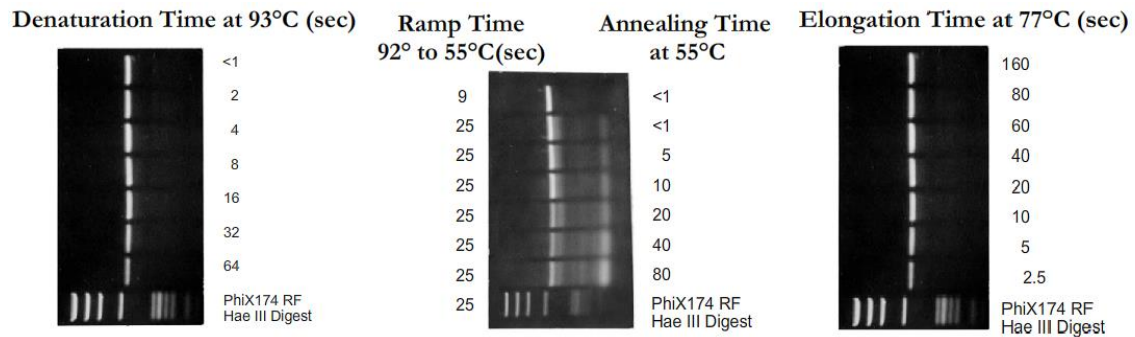 Denaturation Time at 93°C (sec)
<1
2
4
8
16
32
64
PhiX174 RF
Hae III Digest
Ramp Time
92° to 55°C(sec)
Annealing Time
at 55°C
9 <1
25 <1
25 5
25 10
25 20
25 40
25 80
25 PhiX174 RF
Hae III Digest
Elongation Time at 77°C (sec)
160
80
60
40
20
10
5
2.5
PhiX174 RF
Hae III Digest